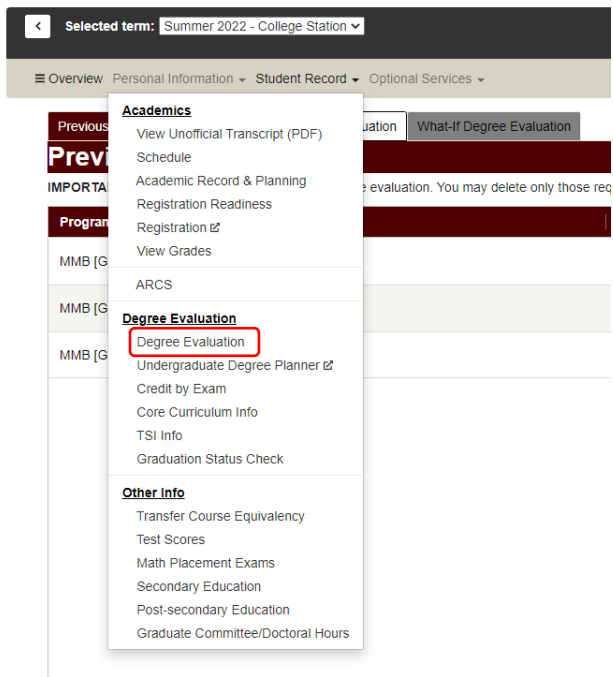 Selected term: Summer 2022 - College Station
Overview Personal Information Student Record Optional Services
Previous
uation
What-If Degree Evaluation
Previ
IMPORTA
evaluation. You may delete only those req
Program
MMB [G
MMB [G
MMB [G
Academics
View Unofficial Transcript (PDF)
Schedule
Academic Record & Planning
Registration Readiness
Registration
View Grades
ARCS
Degree Evaluation
Degree Evaluation
Undergraduate Degree Planner
Credit by Exam
Core Curriculum Info
TSI Info
Graduation Status Check
Other Info
Transfer Course Equivalency
Test Scores
Math Placement Exams
Secondary Education
Post-secondary Education
Graduate Committee/Doctoral Hours